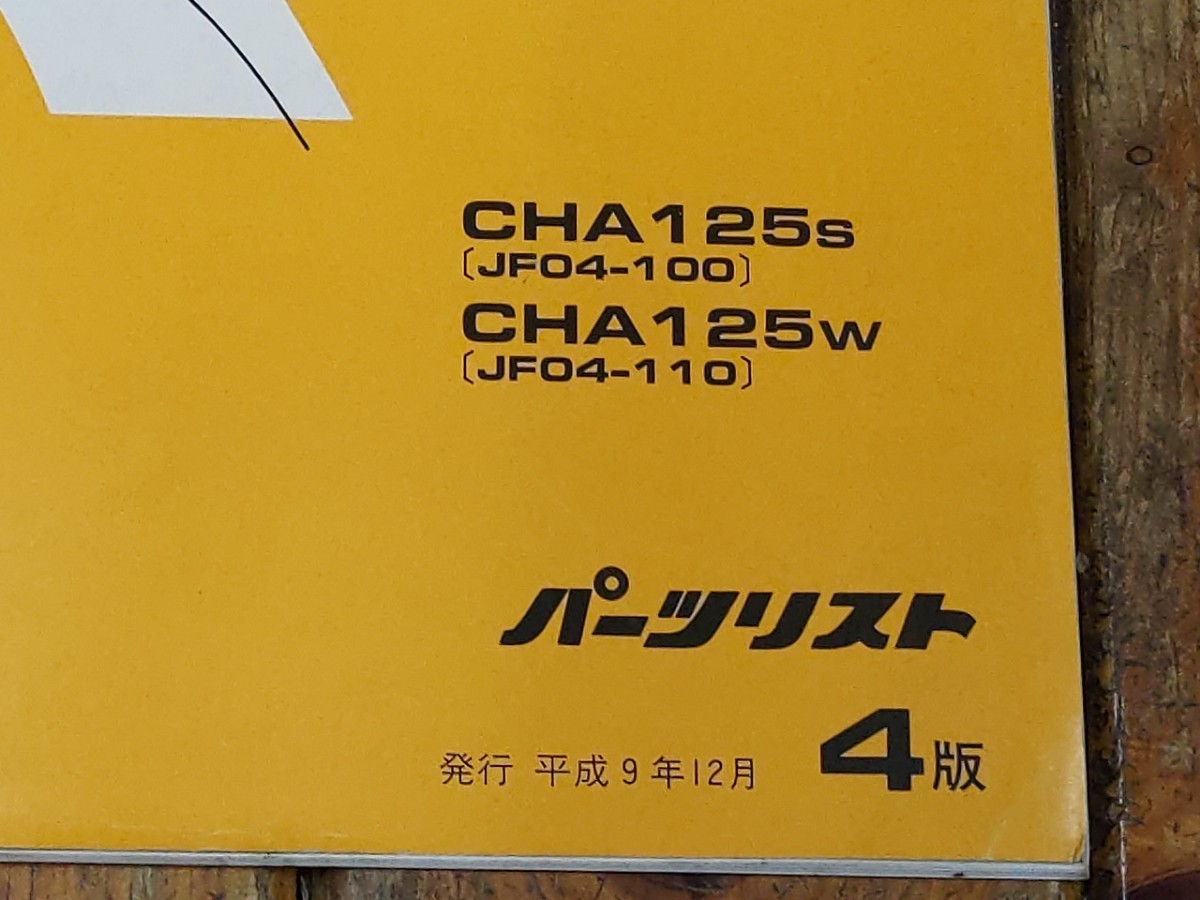 CHA125S
〔JF04-100〕
CHA125W
〔JF04-110〕
パーツリスト
発行 平成9年12月 4版